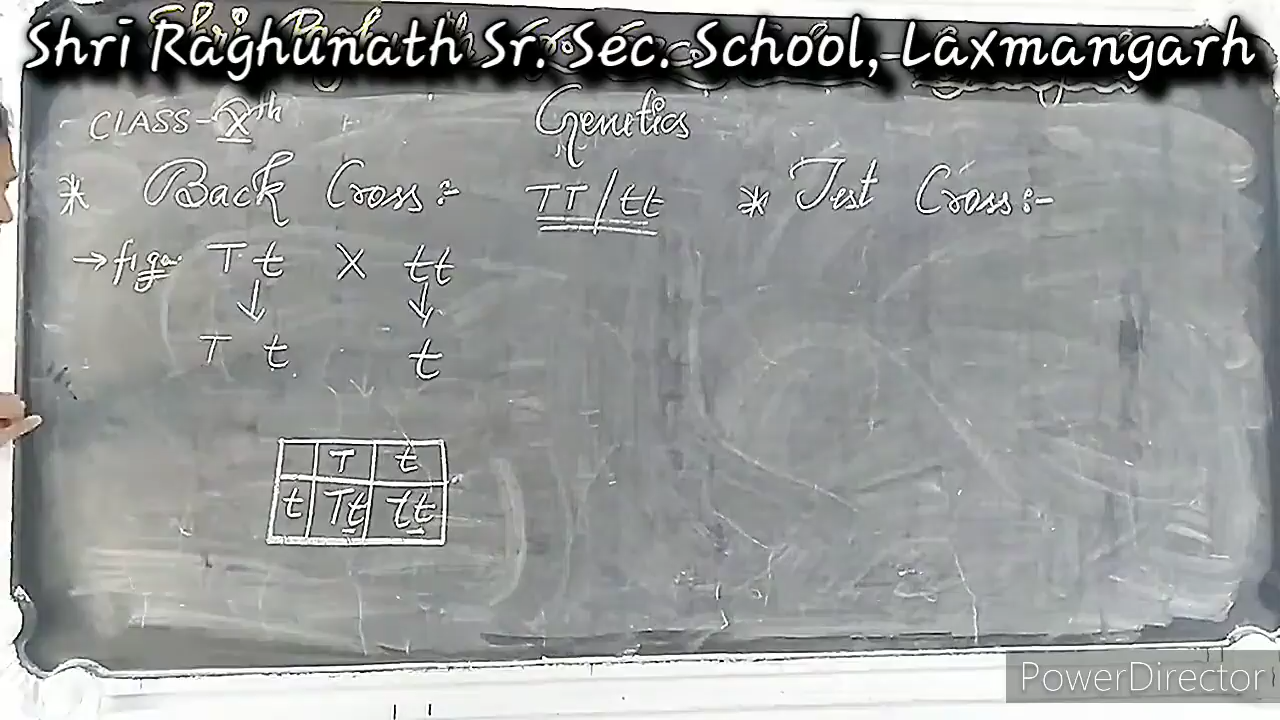 Shri Raghunath Sr. Sec. School, Laxmangarh
CLASS-Xth
Genetics
* Back Cross:- TT/tt
→ figa. Tt X tt
T t t
T t
t Tt tt
* Test Cross:-
PowerDirector